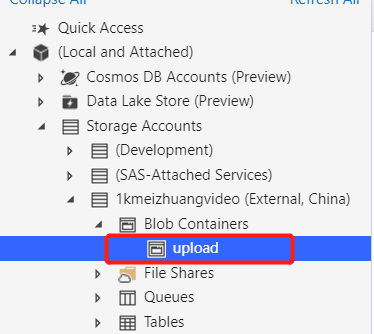 Collapse All Refresh All
Quick Access
(Local and Attached)
Cosmos DB Accounts (Preview)
Data Lake Store (Preview)
Storage Accounts
(Development)
(SAS-Attached Services)
1kmeizhuangvideo (External, China)
Blob Containers
upload
File Shares
Queues
Tables